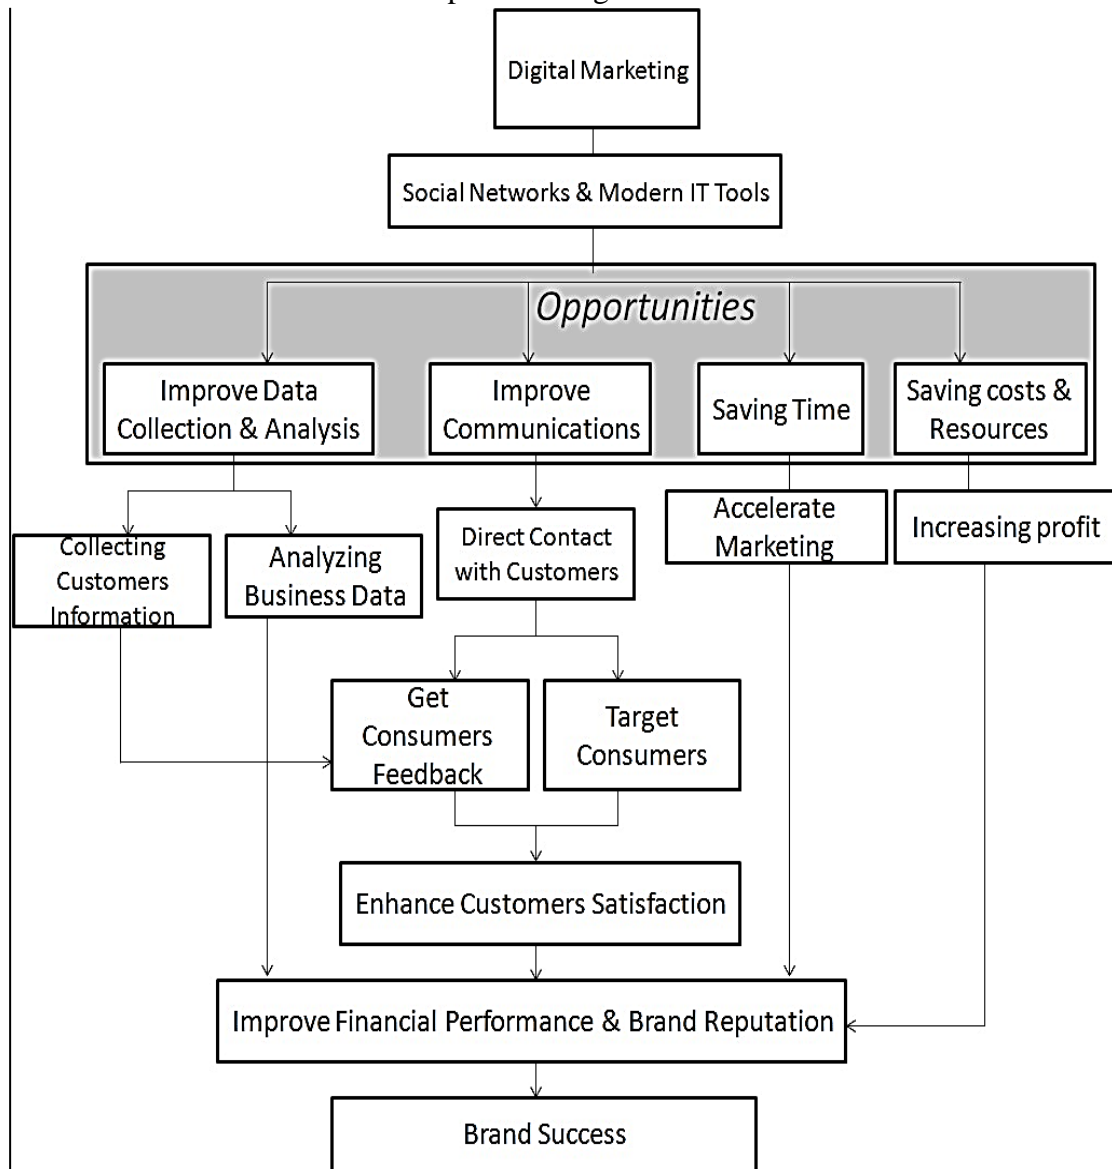 Digital Marketing
Social Networks & Modern IT Tools
Opportunities
Improve Data
Collection & Analysis
Improve
Communications
Saving Time
Saving costs &
Resources
Collecting
Customers
Information
Analyzing
Business Data
Direct Contact
with Customers
Accelerate
Marketing
Increasing profit
Get
Consumers
Feedback
Target
Consumers
Enhance Customers Satisfaction
Improve Financial Performance & Brand Reputation
Brand Success